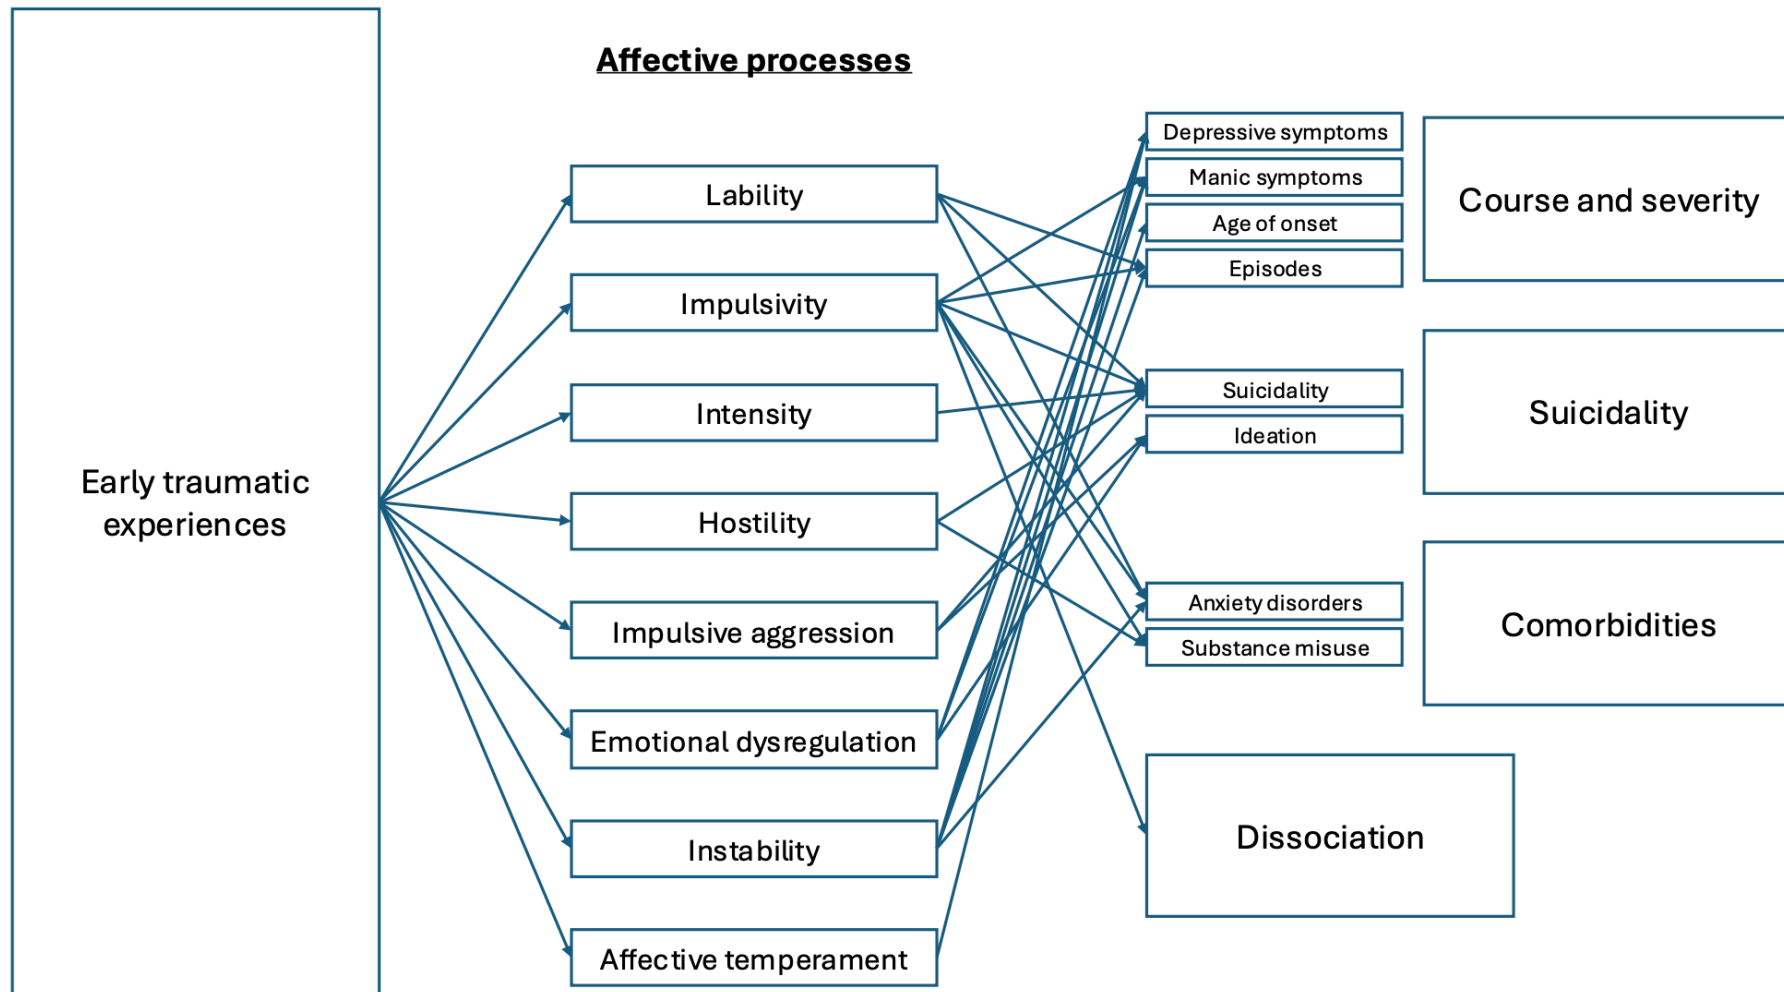 Affective processes
Early traumatic
experiences
Lability
Impulsivity
Intensity
Hostility
Impulsive aggression
Emotional dysregulation
Instability
Affective temperament
Depressive symptoms
Manic symptoms
Age of onset
Episodes
Suicidality
Ideation
Anxiety disorders
Substance misuse
Course and severity
Suicidality
Comorbidities
Dissociation